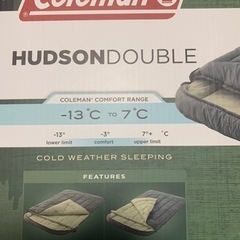 Coleman
HUDSONDOUBLE
COLEMAN® COMFORT RANGE
-13°C TO 7°C
-13° -3° 7°+ °C
lower limit comfort upper limit
COLD WEATHER SLEEPING
FEATURES